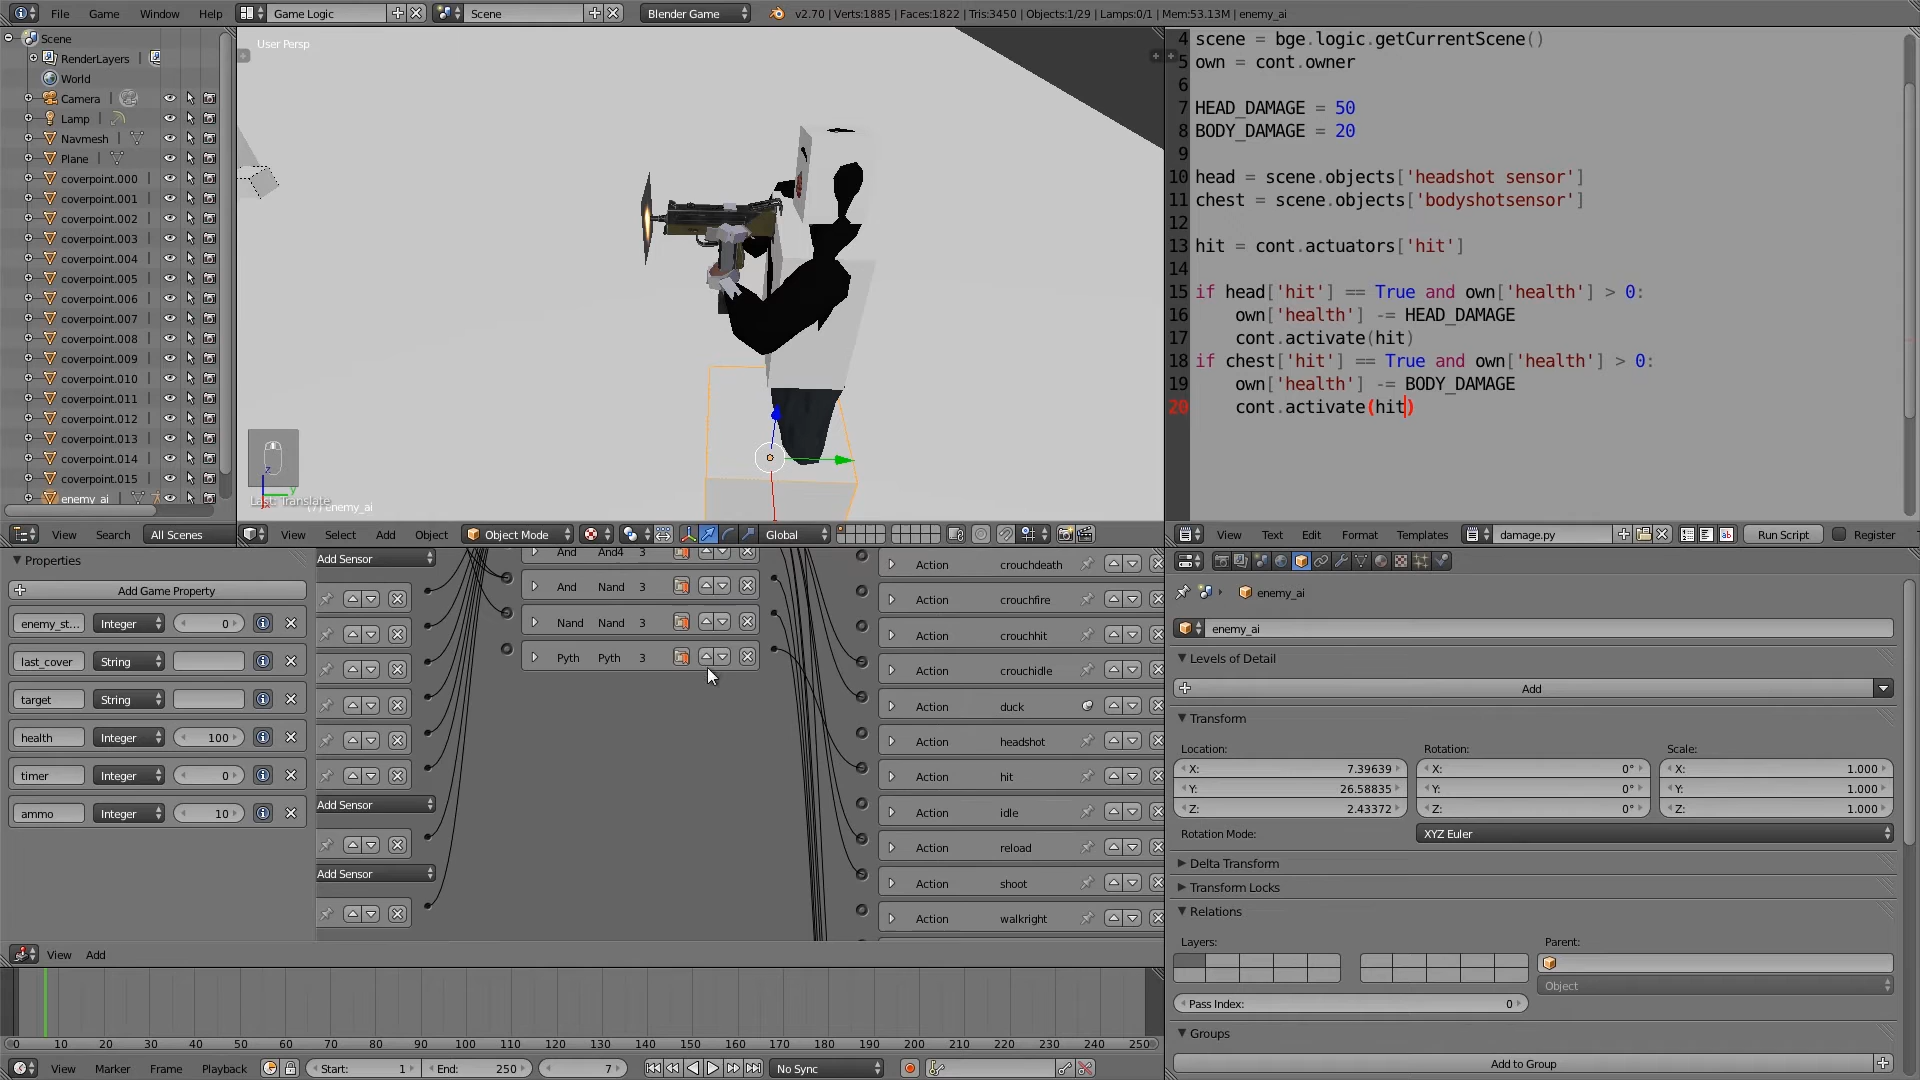 File Game Window Help Game Logic Scene Blender Game v2.70 | Verts:1885 | Faces:1822 | Tris:3450 | Objects:1/29 | Lamps:0/1 | Mem:53.13M | enemy_ai
Scene
RenderLayers
World
Camera
Lamp
Navmesh
Plane
coverpoint.000
coverpoint.001
coverpoint.002
coverpoint.003
coverpoint.004
coverpoint.005
coverpoint.006
coverpoint.007
coverpoint.008
coverpoint.009
coverpoint.010
coverpoint.011
coverpoint.012
coverpoint.013
coverpoint.014
coverpoint.015
enemy_ai
View Search All Scenes
User Persp
z
Last: Translate
enemy_ai
View Select Add Object Object Mode Global
4 scene = bge.logic.getCurrentScene()
5 own = cont.owner
6
7 HEAD_DAMAGE = 50
8 BODY_DAMAGE = 20
9
10 head = scene.objects['headshot sensor']
11 chest = scene.objects['bodyshotsensor']
12
13 hit = cont.actuators['hit']
14
15 if head['hit'] == True and own['health'] > 0:
16 own['health'] -= HEAD_DAMAGE
17 cont.activate(hit)
18 if chest['hit'] == True and own['health'] > 0:
19 own['health'] -= BODY_DAMAGE
20 cont.activate(hit)
View Text Edit Format Templates damage.py Run Script Register
Properties
Add Game Property
enemy_st... Integer 0
last_cover String
target String
health Integer 100
timer Integer 0
ammo Integer 10
Add Sensor
Add Sensor
Add Sensor
And And4 3
And Nand 3
Nand Nand 3
Pyth Pyth 3
Action crouchdeath
Action crouchfire
Action crouchhit
Action crouchidle
Action duck
Action headshot
Action hit
Action idle
Action reload
Action shoot
Action walkright
View Add
0 10 20 30 40 50 60 70 80 90 100 110 120 130 140 150 160 170 180 190 200 210 220 230 240 250
View Marker Frame Playback Start: 1 End: 250 7 No Sync
enemy_ai
enemy_ai
Levels of Detail
Add
Transform
Location: Rotation: Scale:
X: 7.39639 X: 0° X: 1.000
Y: 26.58835 Y: 0° Y: 1.000
Z: 2.43372 Z: 0° Z: 1.000
Rotation Mode: XYZ Euler
Delta Transform
Transform Locks
Relations
Layers: Parent:
Object
Pass Index: 0
Groups
Add to Group